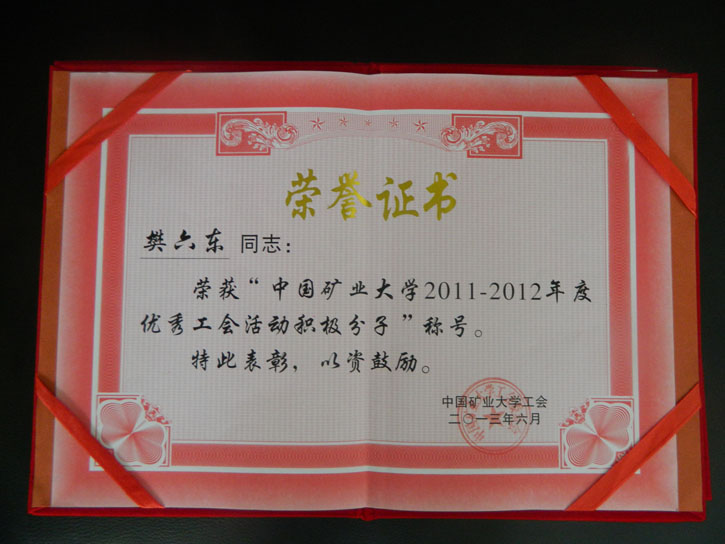 荣誉证书
樊六东 同志：
荣获“中国矿业大学2011-2012年度
优秀工会活动积极分子”称号。
特此表彰，以资鼓励。
中国矿业大学工会
二〇一三年六月